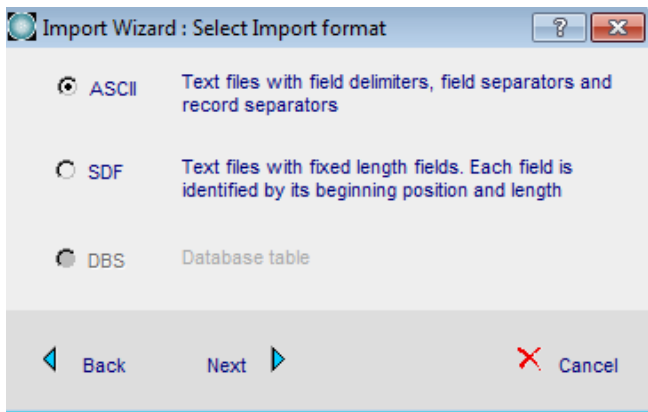 Import Wizard : Select Import format
?
ASCII Text files with field delimiters, field separators and
record separators
SDF Text files with fixed length fields. Each field is
identified by its beginning position and length
DBS Database table
Back Next Cancel